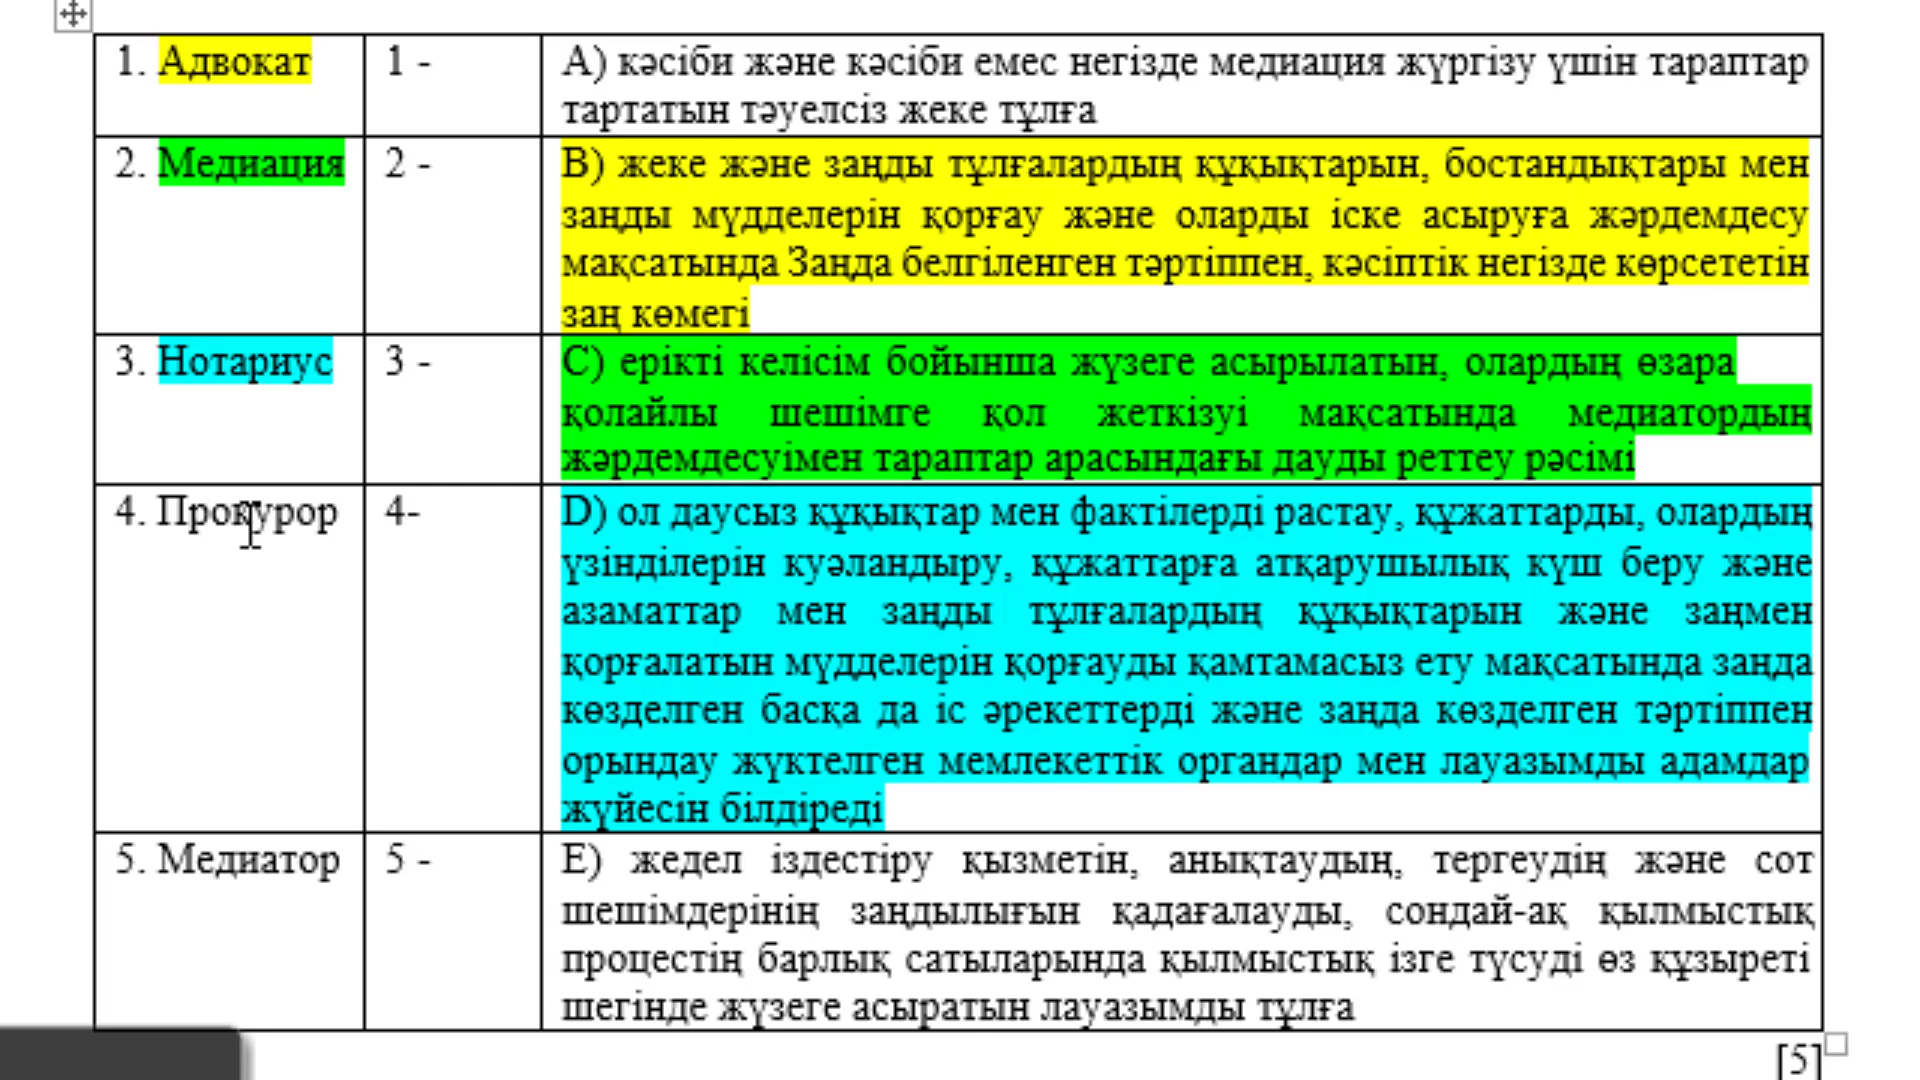 1. Адвокат 1 - А) кәсіби және кәсіби емес негізде медиация жүргізу үшін тараптар
тартатын тәуелсіз жеке тұлға
2. Медиация 2 - В) жеке және заңды тұлғалардың құқықтарын, бостандықтары мен
заңды мүдделерін қорғау және оларды іске асыруға жәрдемдесу
мақсатында Заңда белгіленген тәртіппен, кәсіптік негізде көрсететін
заң көмегі
3. Нотариус 3 - С) ерікті келісім бойынша жүзеге асырылатын, олардың өзара
қолайлы шешімге қол жеткізуі мақсатында медиатордың
жәрдемдесуімен тараптар арасындағы дауды реттеу рәсімі
4. Прокурор 4- D) ол даусыз құқықтар мен фактілерді растау, құжаттарды, олардың
үзінділерін куәландыру, құжаттарға атқарушылық күш беру және
азаматтар мен заңды тұлғалардың құқықтарын және заңмен
қорғалатын мүдделерін қорғауды қамтамасыз ету мақсатында заңда
көзделген басқа да іс әрекеттерді және заңда көзделген тәртіппен
орындау жүктелген мемлекеттік органдар мен лауазымды адамдар
жүйесін білдіреді
5. Медиатор 5 - Е) жедел іздестіру қызметін, анықтаудың, тергеудің және сот
шешімдерінің заңдылығын қадағалауды, сондай-ақ қылмыстық
процестің барлық сатыларында қылмыстық ізге түсуді өз құзыреті
шегінде жүзеге асыратын лауазымды тұлға
[5]